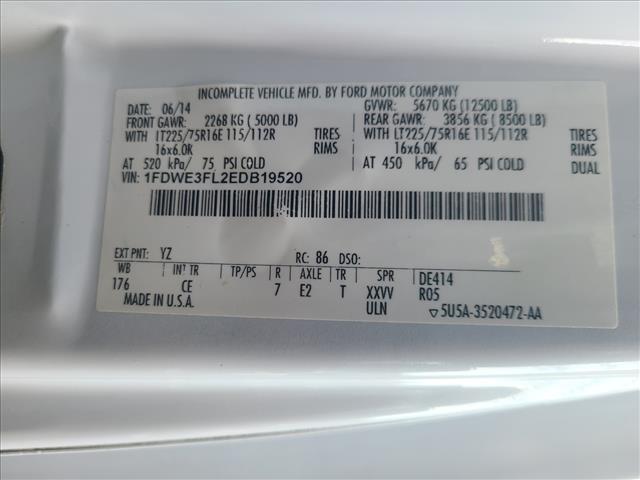 INCOMPLETE VEHICLE MFD. BY FORD MOTOR COMPANY
DATE: 06/14 GVWR: 5670 KG (12500 LB)
FRONT GAWR: 2268 KG (5000 LB) REAR GAWR: 3856 KG (8500 LB)
WITH LT225/75R16E 115/112R TIRES WITH LT225/75R16E 115/112R TIRES
16x6.0K RIMS 16x6.0K RIMS
AT 520 kPa/ 75 PSI COLD AT 450 kPa/ 65 PSI COLD DUAL
VIN: 1FDWE3FL2EDB19520
EXT PNT: YZ RC: 86 DSO:
WB INT TR TP/PS R AXLE TR SPR DE414
176 CE 7 E2 T XXVV R05
MADE IN U.S.A. ULN ▽5U5A-3520472-AA